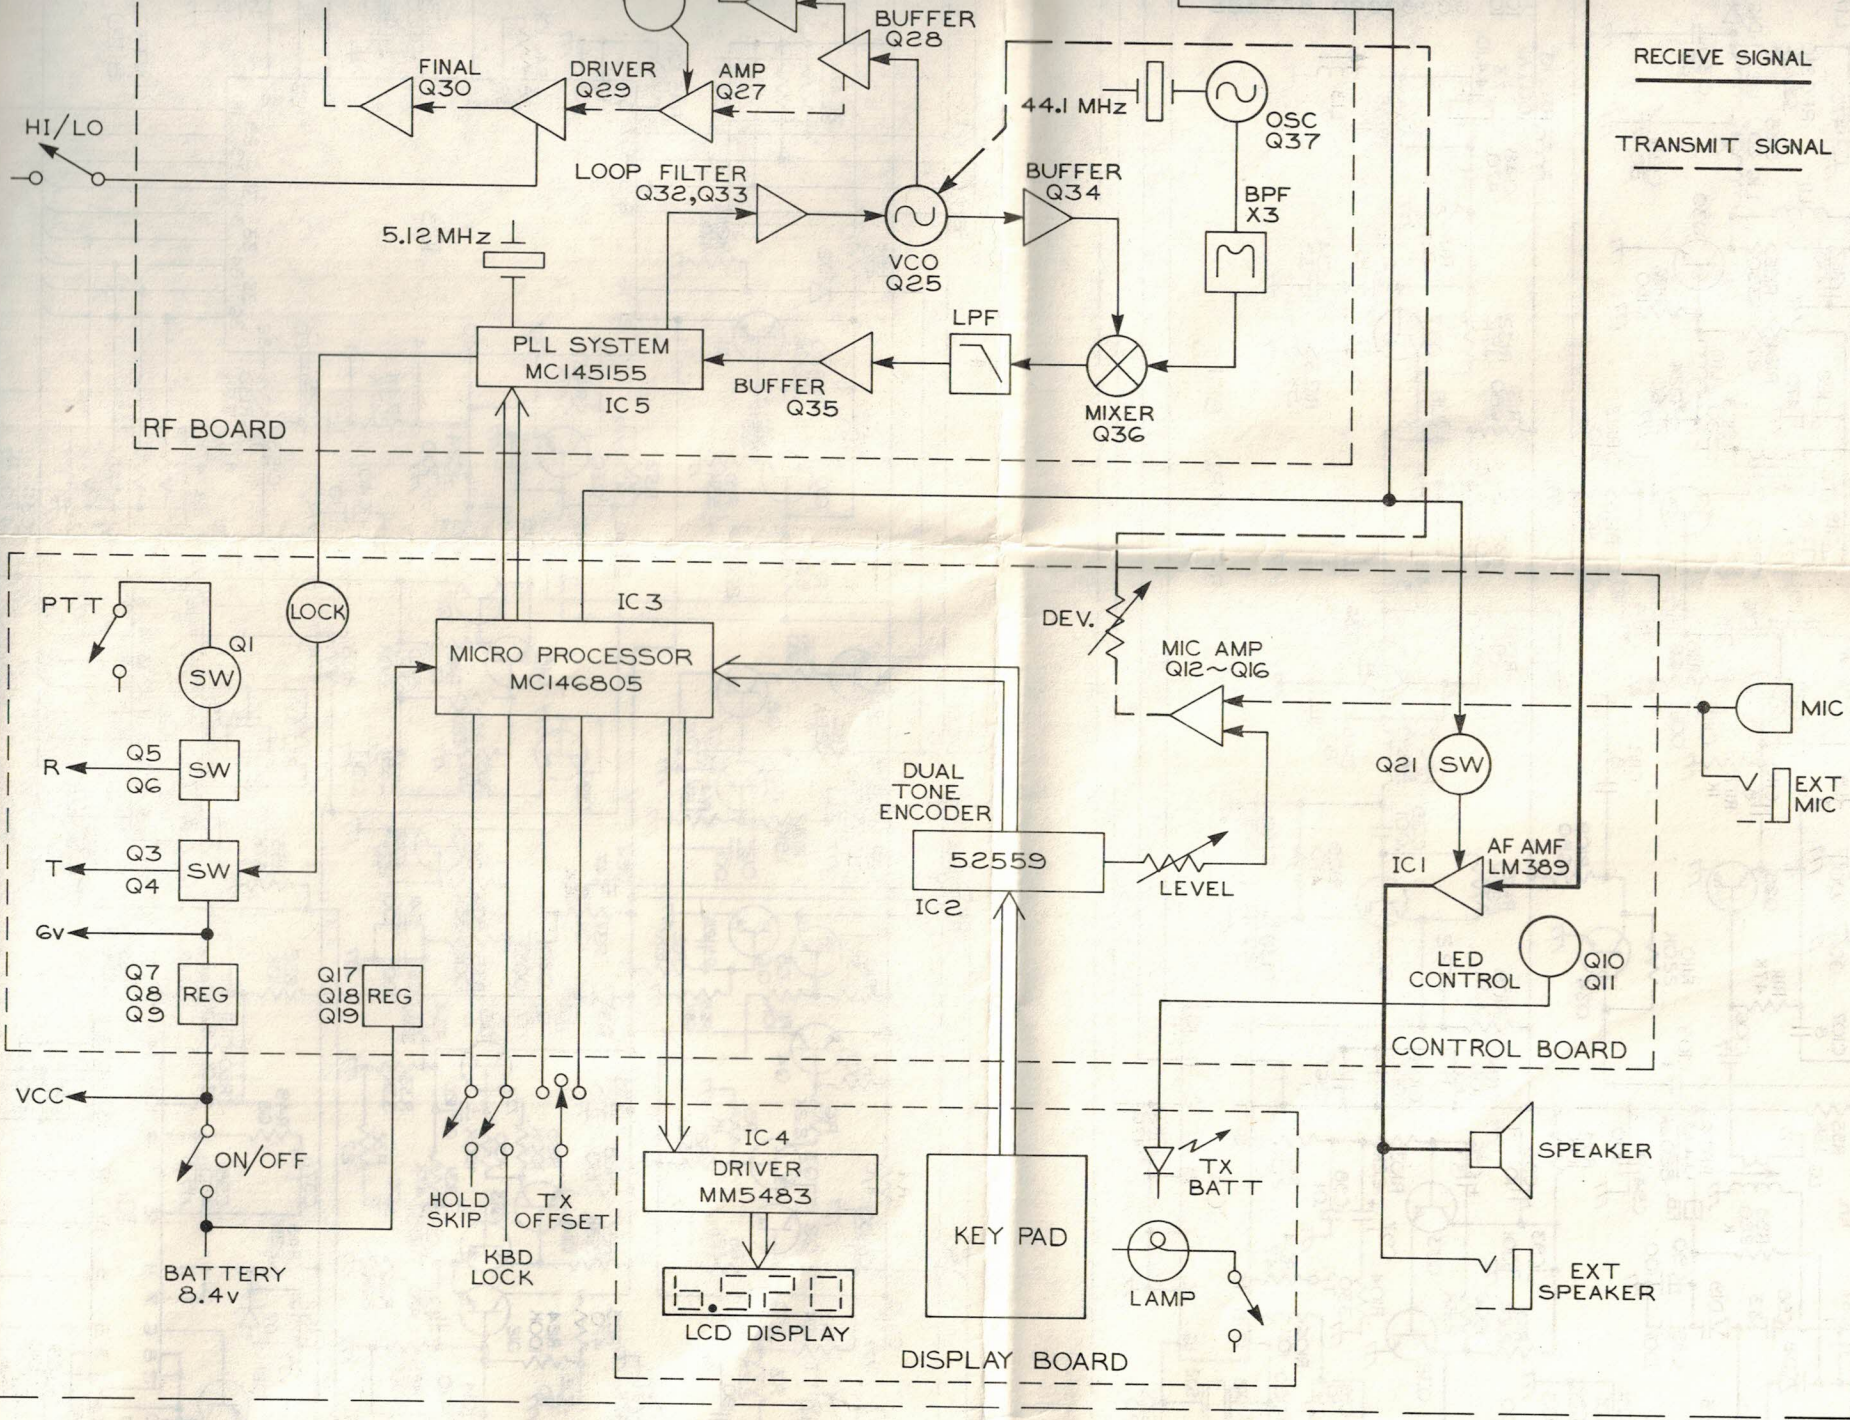 BUFFER
Q28
RECIEVE SIGNAL
TRANSMIT SIGNAL
FINAL
Q30
DRIVER
Q29
AMP
Q27
44.1 MHz
OSC
Q37
HI/LO
LOOP FILTER
Q32,Q33
BUFFER
Q34
BPF
X3
5.12MHz
VCO
Q25
PLL SYSTEM
MC145155
IC5
BUFFER
Q35
LPF
MIXER
Q36
RF BOARD
PTT
Q1
SW
LOCK
IC3
MICRO PROCESSOR
MC146805
DEV.
MIC AMP
Q12~Q16
MIC
EXT
MIC
R
Q5
Q6
SW
T
Q3
Q4
SW
6v
Q7
Q8
Q9
REG
Q17
Q18
Q19
REG
DUAL
TONE
ENCODER
52559
IC2
LEVEL
Q21
SW
IC1
AF AMF
LM389
LED
CONTROL
Q10
Q11
CONTROL BOARD
VCC
ON/OFF
BATTERY
8.4v
HOLD
SKIP
KBD
LOCK
TX
OFFSET
IC4
DRIVER
MM5483
b.520
LCD DISPLAY
KEY PAD
TX
BATT
LAMP
DISPLAY BOARD
SPEAKER
EXT
SPEAKER